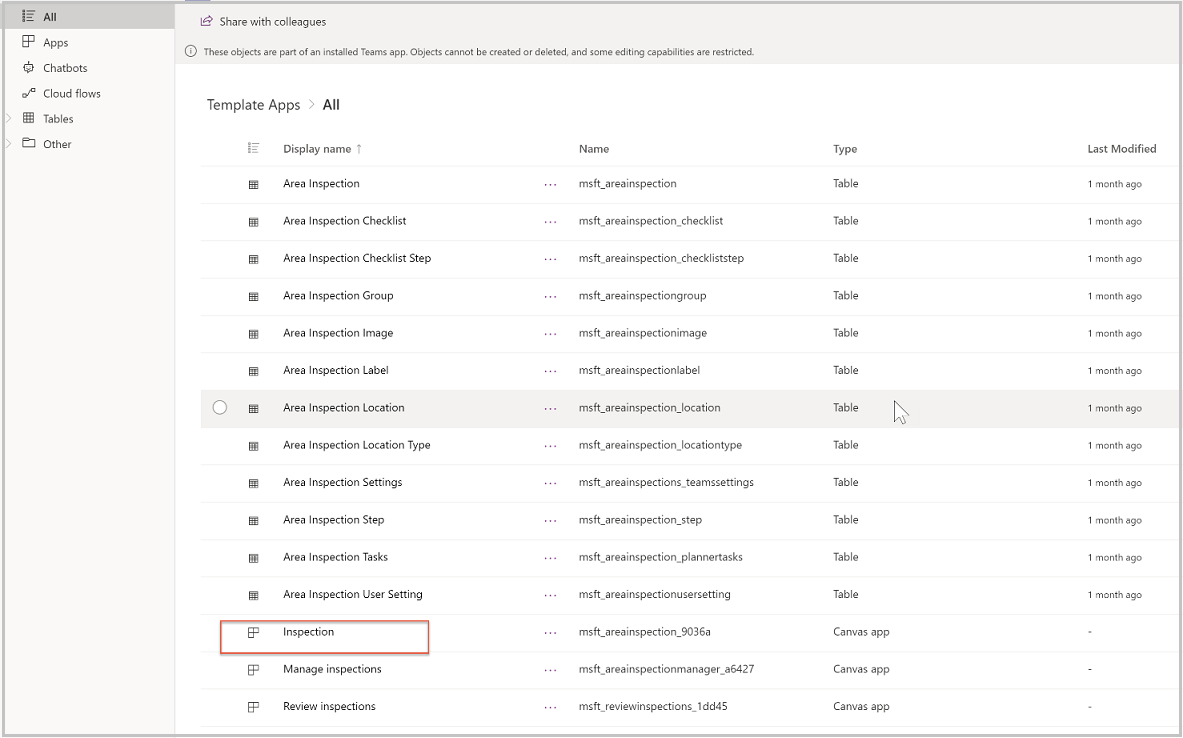 All
Apps
Chatbots
Cloud flows
Tables
Other
Share with colleagues
These objects are part of an installed Teams app. Objects cannot be created or deleted, and some editing capabilities are restricted.
Template Apps > All
Display name ↑ Name Type Last Modified
Area Inspection ... msft_areainspection Table 1 month ago
Area Inspection Checklist ... msft_areainspection_checklist Table 1 month ago
Area Inspection Checklist Step ... msft_areainspection_checkliststep Table 1 month ago
Area Inspection Group ... msft_areainspectiongroup Table 1 month ago
Area Inspection Image ... msft_areainspectionimage Table 1 month ago
Area Inspection Label ... msft_areainspectionlabel Table 1 month ago
Area Inspection Location ... msft_areainspection_location Table 1 month ago
Area Inspection Location Type ... msft_areainspection_locationtype Table 1 month ago
Area Inspection Settings ... msft_areainspections_teamssettings Table 1 month ago
Area Inspection Step ... msft_areainspection_step Table 1 month ago
Area Inspection Tasks ... msft_areainspection_plannertasks Table 1 month ago
Area Inspection User Setting ... msft_areainspectionusersetting Table 1 month ago
Inspection ... msft_areainspection_9036a Canvas app -
Manage inspections ... msft_areainspectionmanager_a6427 Canvas app -
Review inspections ... msft_reviewinspections_1dd45 Canvas app -